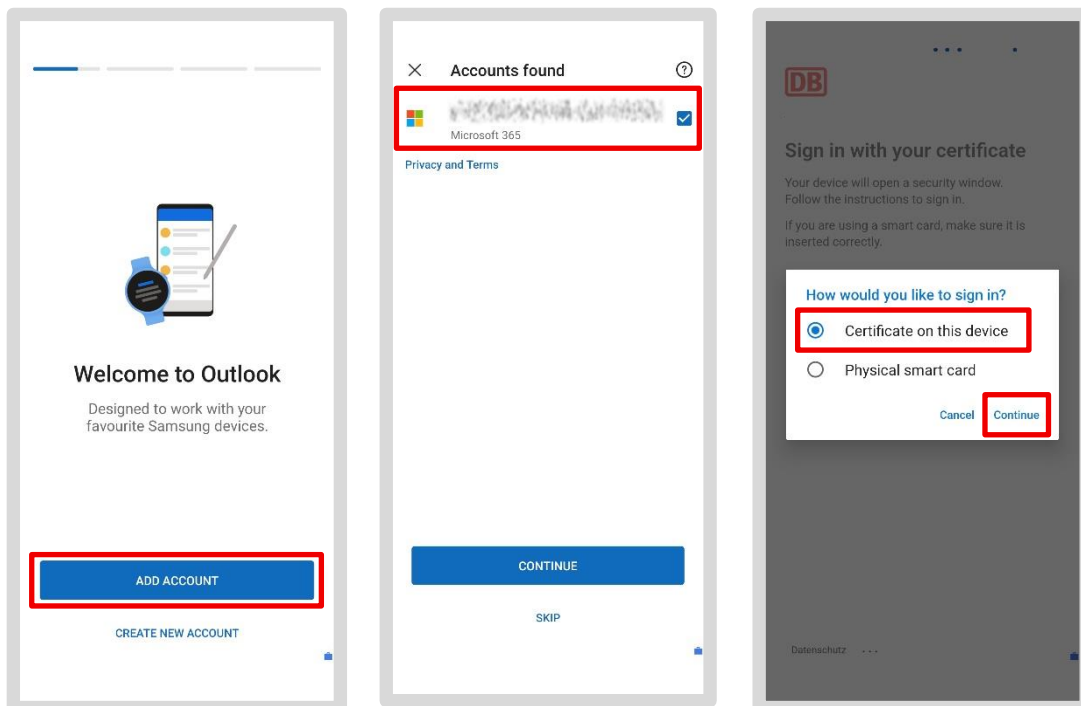 Welcome to Outlook
Designed to work with your
favourite Samsung devices.
ADD ACCOUNT
CREATE NEW ACCOUNT
Accounts found
Microsoft 365
Privacy and Terms
CONTINUE
SKIP
DB
Sign in with your certificate
Your device will open a security window.
Follow the instructions to sign in.
If you are using a smart card, make sure it is
inserted correctly.
How would you like to sign in?
Certificate on this device
Physical smart card
Cancel Continue
Datenschutz ...